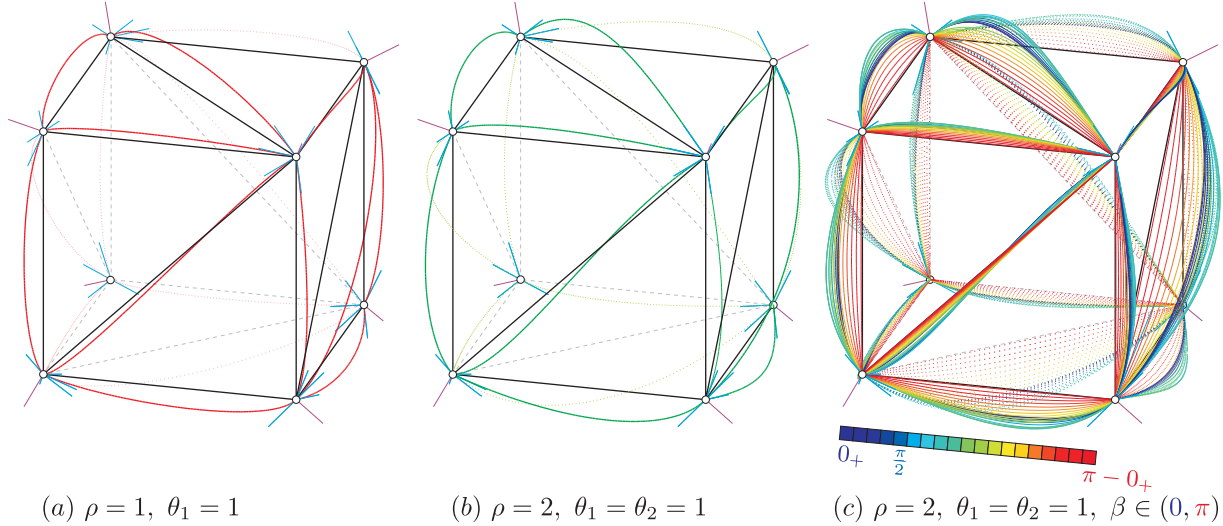 0₊ π/2 π − 0₊
(a) ρ = 1, θ₁ = 1
(b) ρ = 2, θ₁ = θ₂ = 1
(c) ρ = 2, θ₁ = θ₂ = 1, β ∈ (0, π)